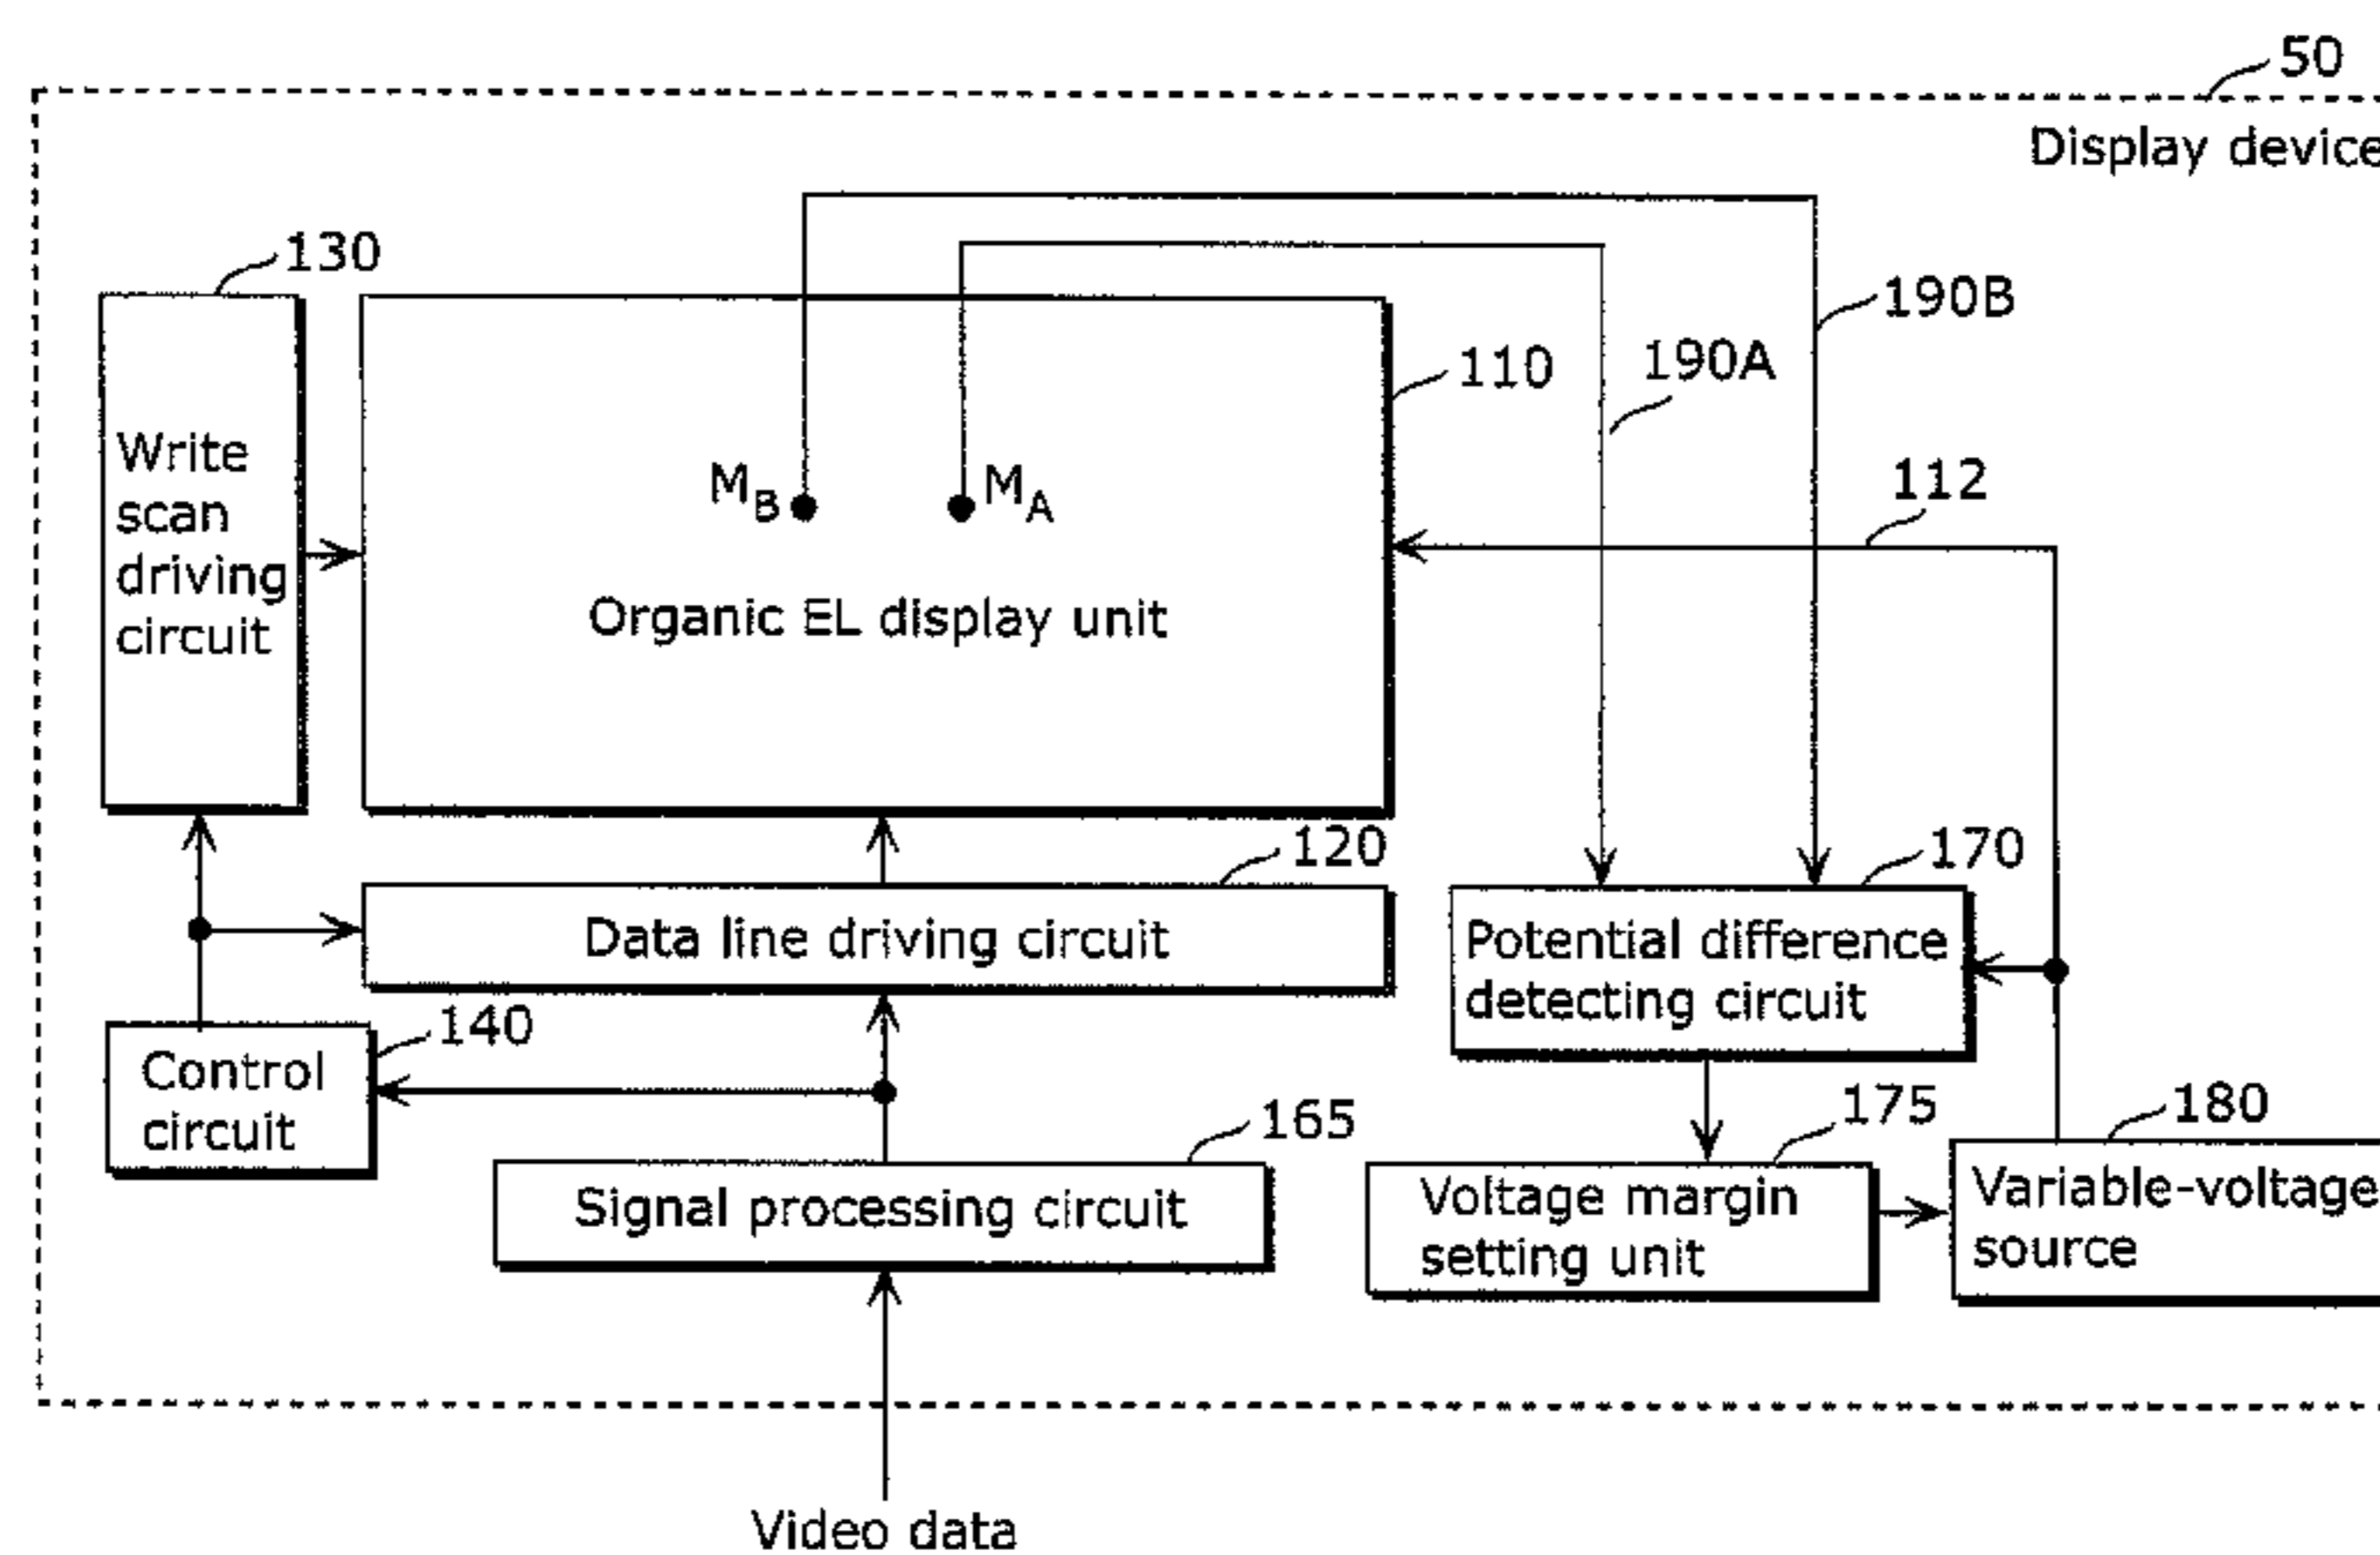 50
Display device
130
190B
190A
110
112
Write
scan
driving
circuit
MB
MA
Organic EL display unit
120
170
Data line driving circuit
Potential difference
detecting circuit
140
Control
circuit
165
175
180
Signal processing circuit
Voltage margin
setting unit
Variable-voltage
source
Video data